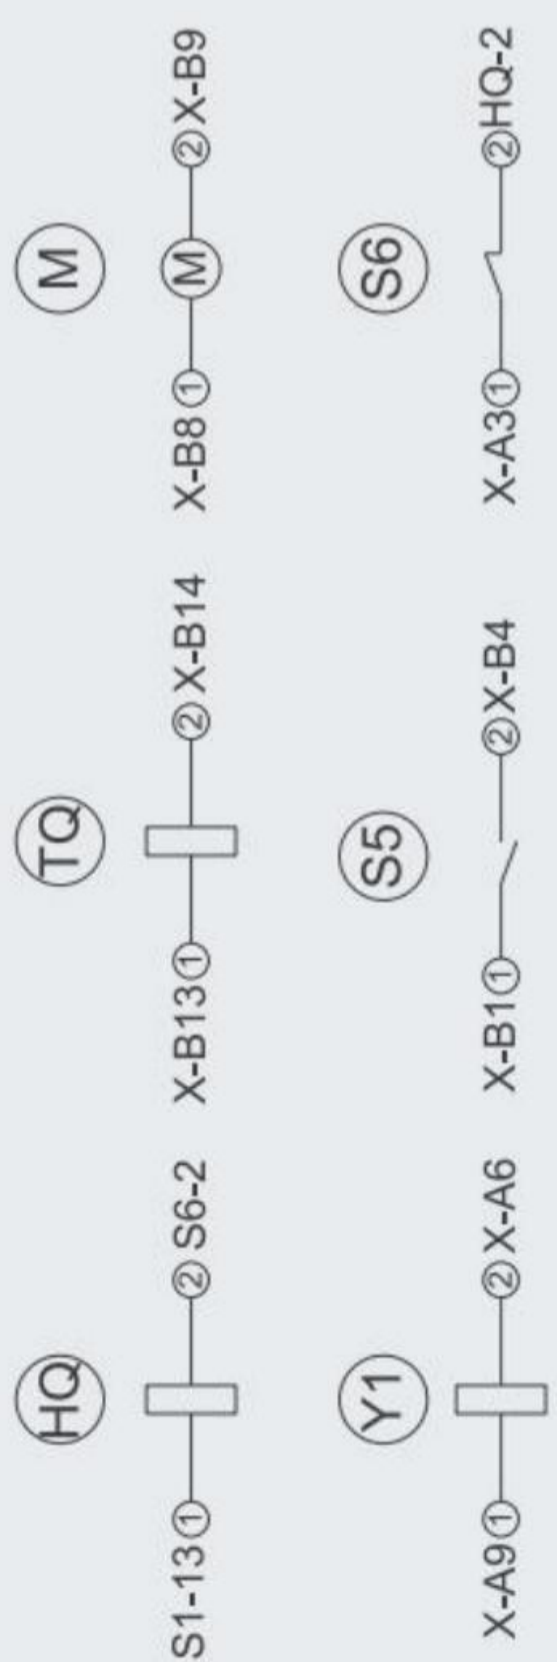 HQ TQ M
S1-13 1 2 S6-2 X-B13 1 2 X-B14 X-B8 1 M 2 X-B9
Y1 S5 S6
X-A9 1 2 X-A6 X-B1 1 2 X-B4 X-A3 1 2 HQ-2